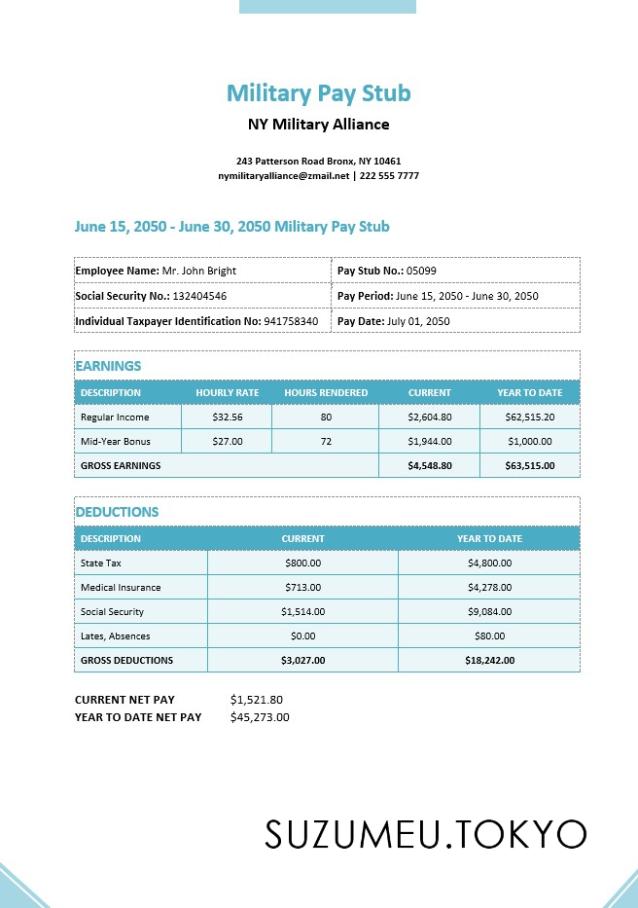 Military Pay Stub
NY Military Alliance
243 Patterson Road Bronx, NY 10461
nymilitaryalliance@zmail.net | 222 555 7777
June 15, 2050 - June 30, 2050 Military Pay Stub
Employee Name: Mr. John Bright Pay Stub No.: 05099
Social Security No.: 132404546 Pay Period: June 15, 2050 - June 30, 2050
Individual Taxpayer Identification No: 941758340 Pay Date: July 01, 2050
EARNINGS
DESCRIPTION HOURLY RATE HOURS RENDERED CURRENT YEAR TO DATE
Regular Income $32.56 80 $2,604.80 $62,515.20
Mid-Year Bonus $27.00 72 $1,944.00 $1,000.00
GROSS EARNINGS $4,548.80 $63,515.00
DEDUCTIONS
DESCRIPTION CURRENT YEAR TO DATE
State Tax $800.00 $4,800.00
Medical Insurance $713.00 $4,278.00
Social Security $1,514.00 $9,084.00
Lates, Absences $0.00 $80.00
GROSS DEDUCTIONS $3,027.00 $18,242.00
CURRENT NET PAY $1,521.80
YEAR TO DATE NET PAY $45,273.00
SUZUMEU.TOKYO